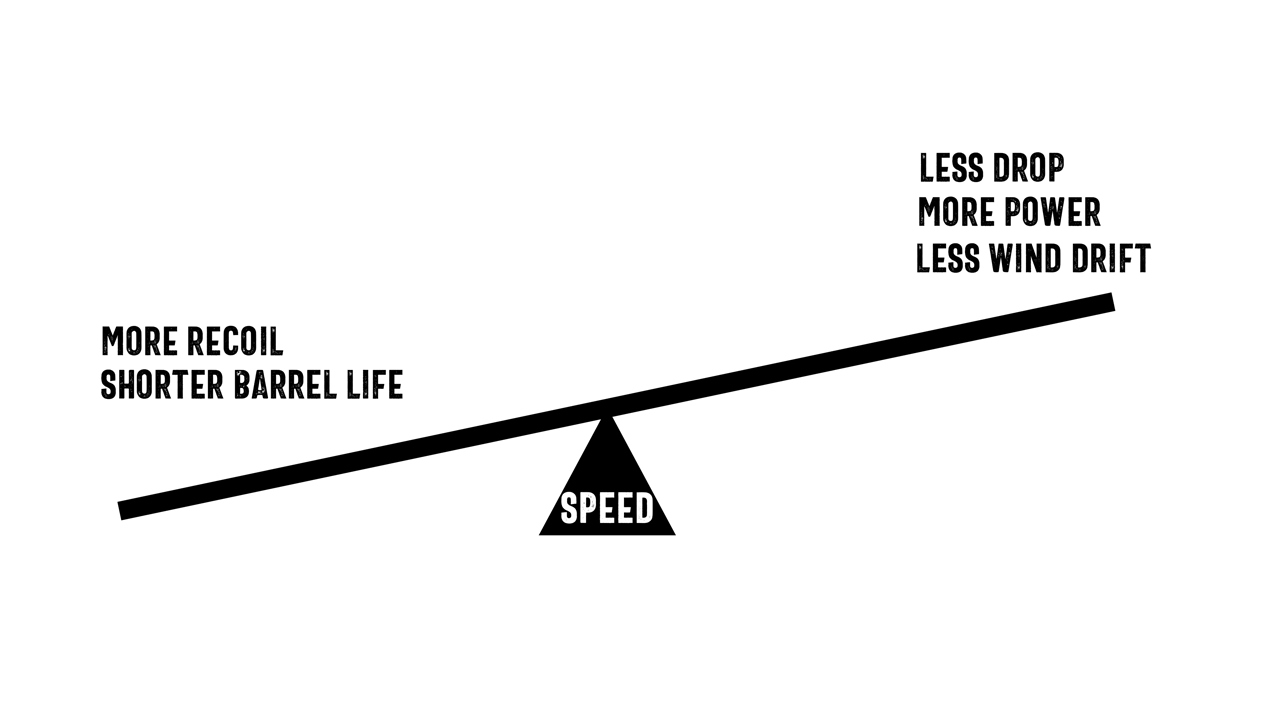 LESS DROP
MORE POWER
LESS WIND DRIFT
MORE RECOIL
SHORTER BARREL LIFE
SPEED